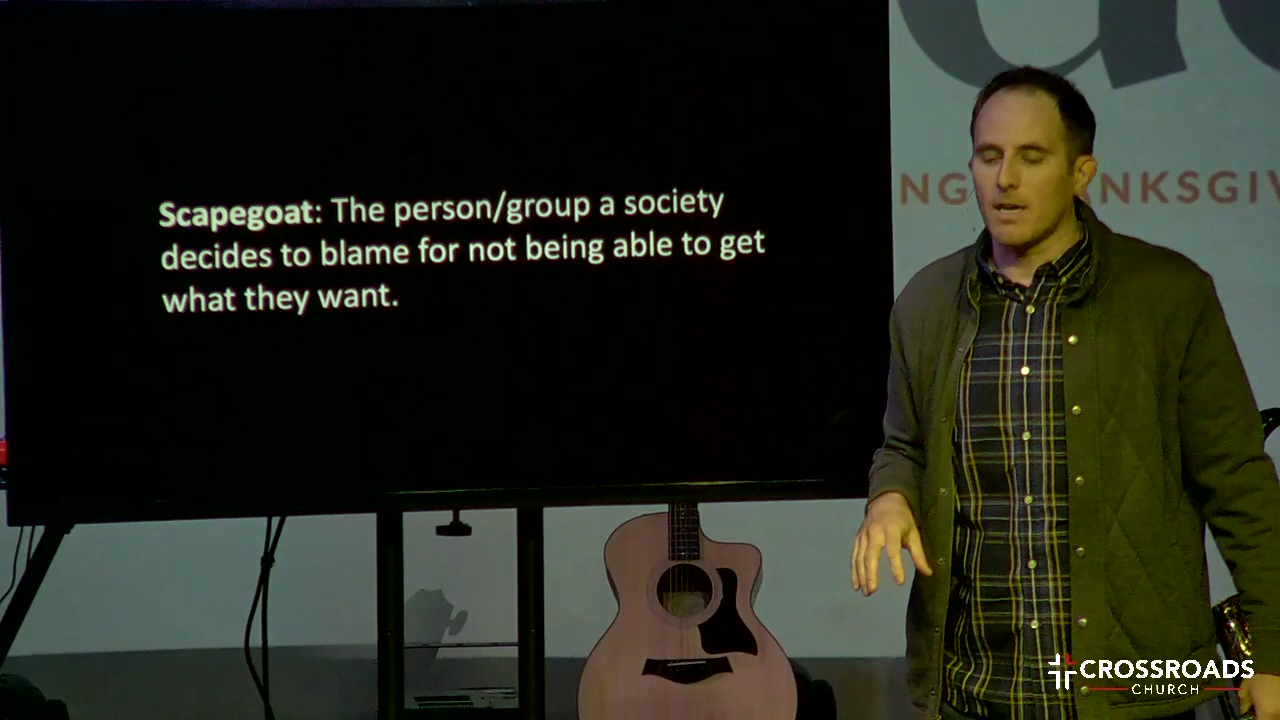 Scapegoat: The person/group a society
decides to blame for not being able to get
what they want.
CROSSROADS
CHURCH